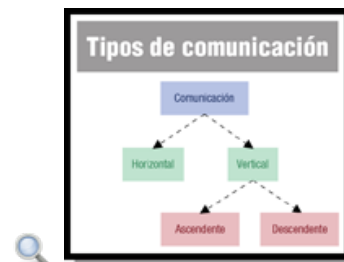 Tipos de comunicación
Comunicación
Horizontal
Vertical
Ascendente
Descendente